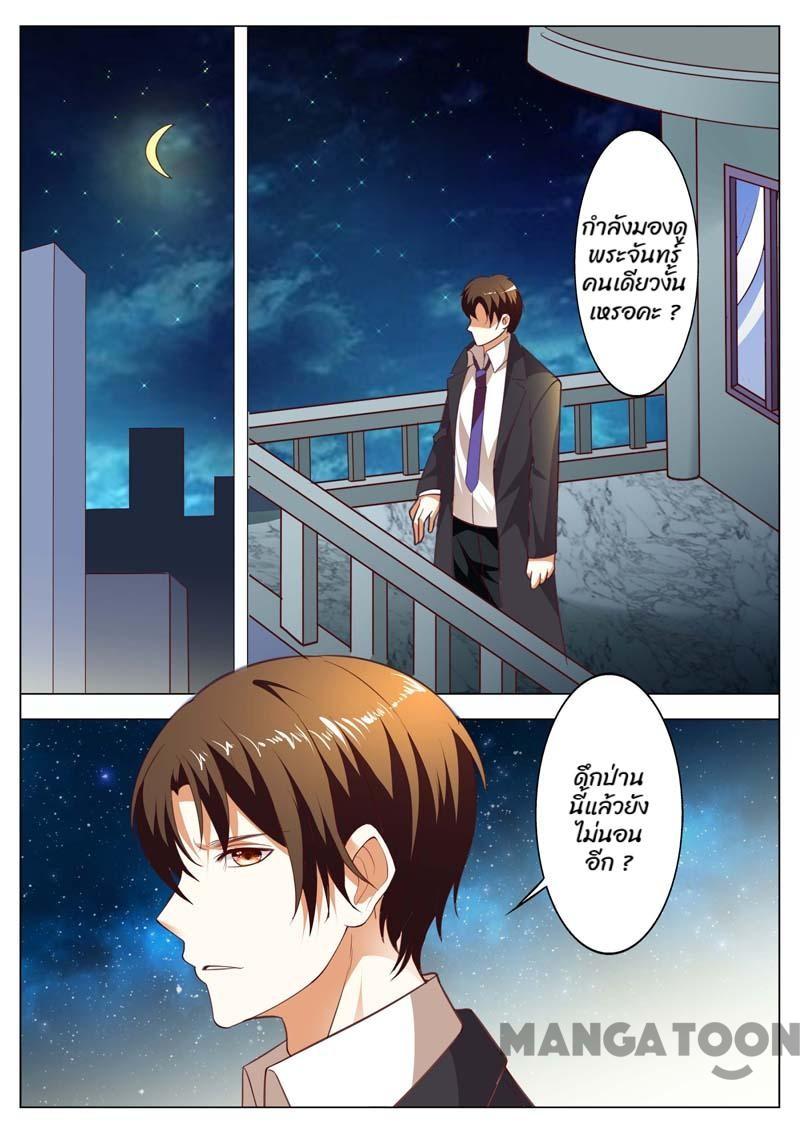 กำลังมองดู
พระจันทร์
คนเดียวงั้น
เหรอคะ ?
ดึกป่าน
นี้แล้วยัง
ไม่นอน
อีก ?
MANGATOON